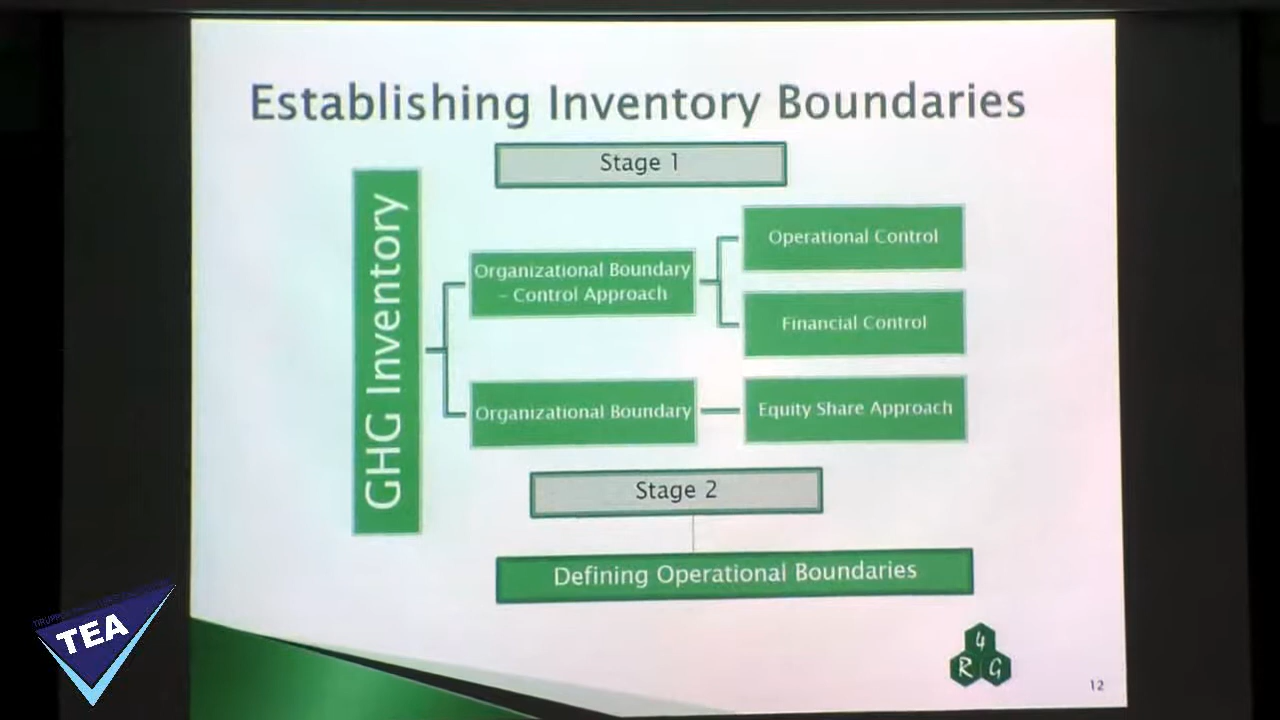 Establishing Inventory Boundaries
Stage 1
GHG Inventory
Organizational Boundary
– Control Approach
Operational Control
Financial Control
Organizational Boundary
Equity Share Approach
Stage 2
Defining Operational Boundaries
4
R G
12
TEA